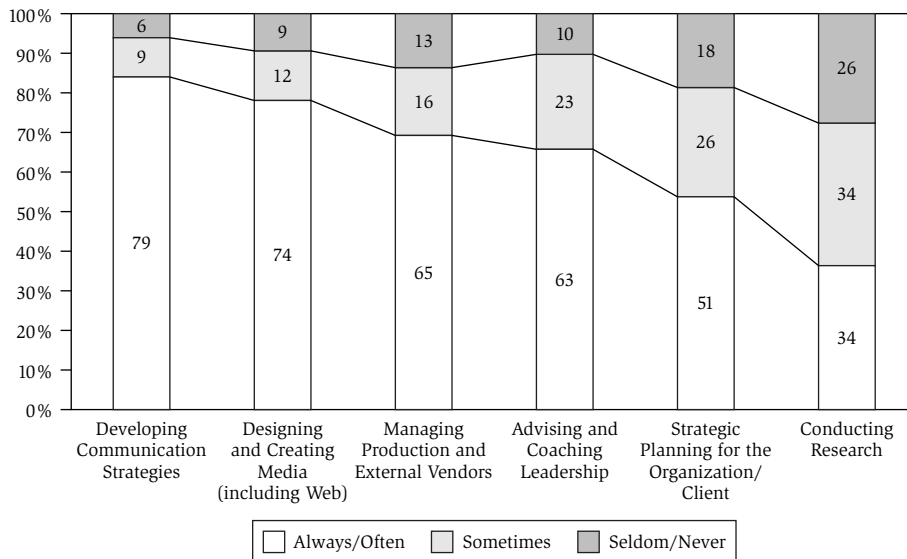 100%
90%
80%
70%
60%
50%
40%
30%
20%
10%
0%
6
9
79
9
12
74
13
16
65
10
23
63
18
26
51
26
34
34
Developing
Communication
Strategies
Designing
and Creating
Media
(including Web)
Managing
Production and
External Vendors
Advising and
Coaching
Leadership
Strategic
Planning for the
Organization/
Client
Conducting
Research
Always/Often Sometimes Seldom/Never